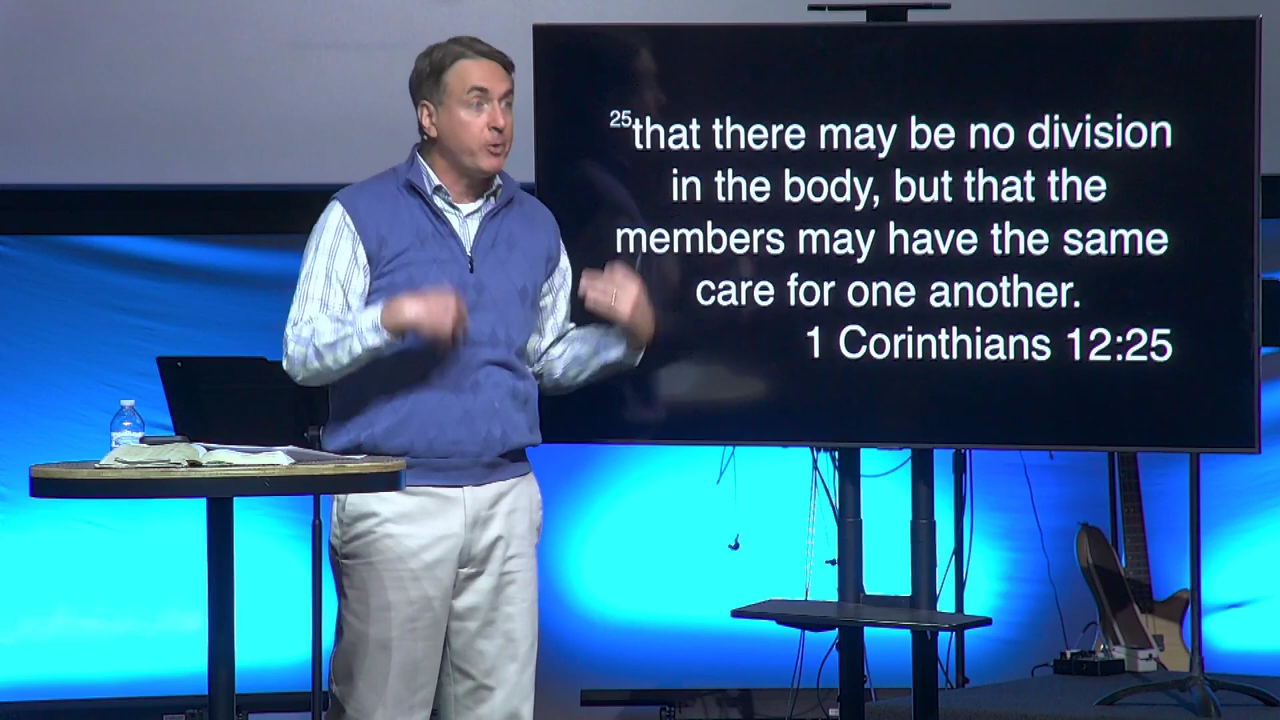 25that there may be no division
in the body, but that the
members may have the same
care for one another.
1 Corinthians 12:25